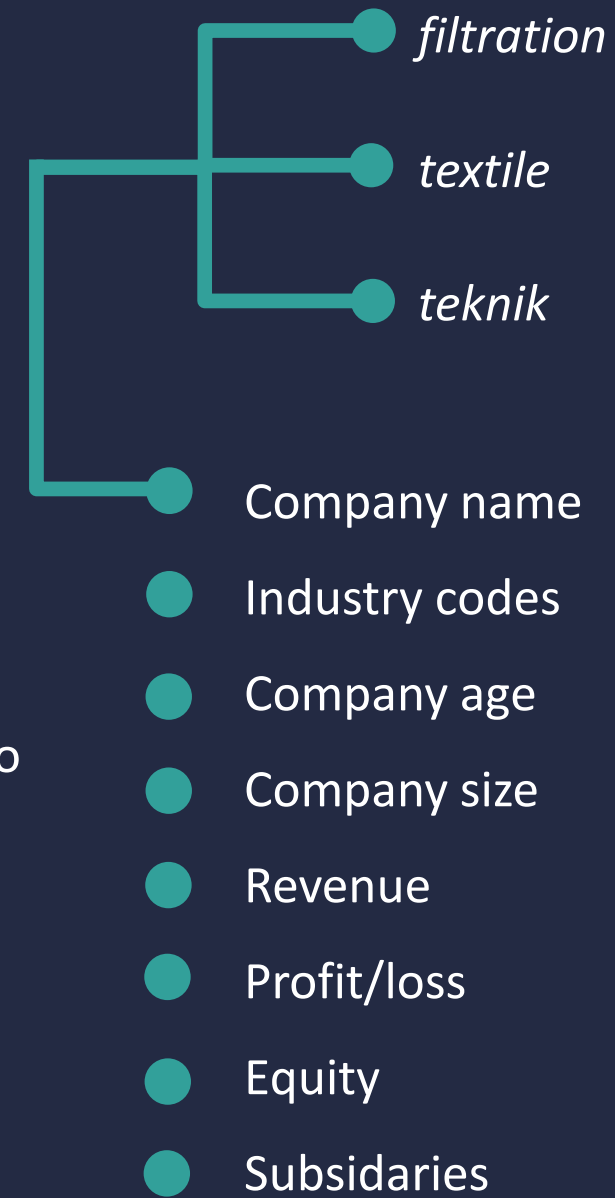 filtration
textile
teknik
Company name
Industry codes
Company age
o
Company size
Revenue
Profit/loss
Equity
Subsidaries